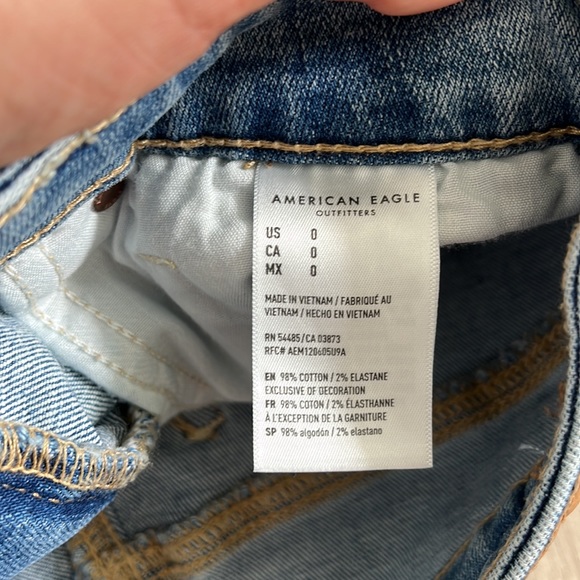 AMERICAN EAGLE
OUTFITTERS
US 0
CA 0
MX 0
MADE IN VIETNAM / FABRIQUÉ AU
VIETNAM / HECHO EN VIETNAM
RN 54485/CA 03873
RFC# AEM120605U9A
EN 98% COTTON / 2% ELASTANE
EXCLUSIVE OF DECORATION
FR 98% COTON / 2% ÉLASTHANNE
À L'EXCEPTION DE LA GARNITURE
SP 98% algodón / 2% elastano